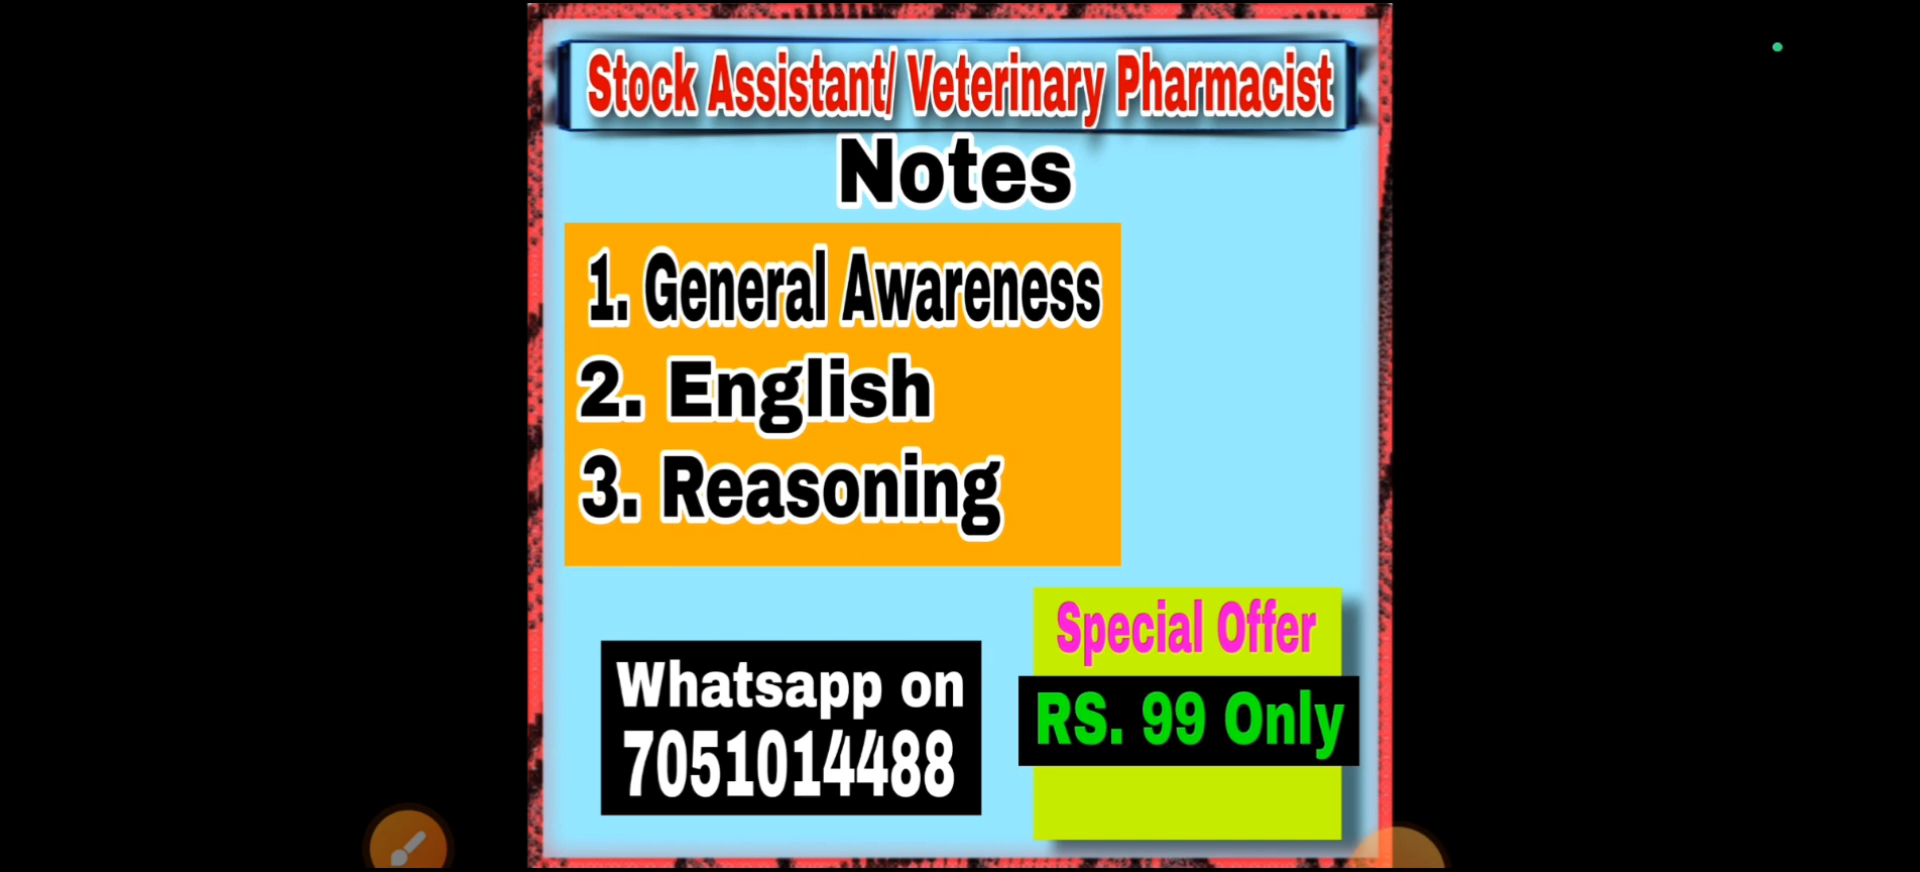 Stock Assistant/ Veterinary Pharmacist
Notes
1. General Awareness
2. English
3. Reasoning
Special Offer
RS. 99 Only
Whatsapp on
7051014488